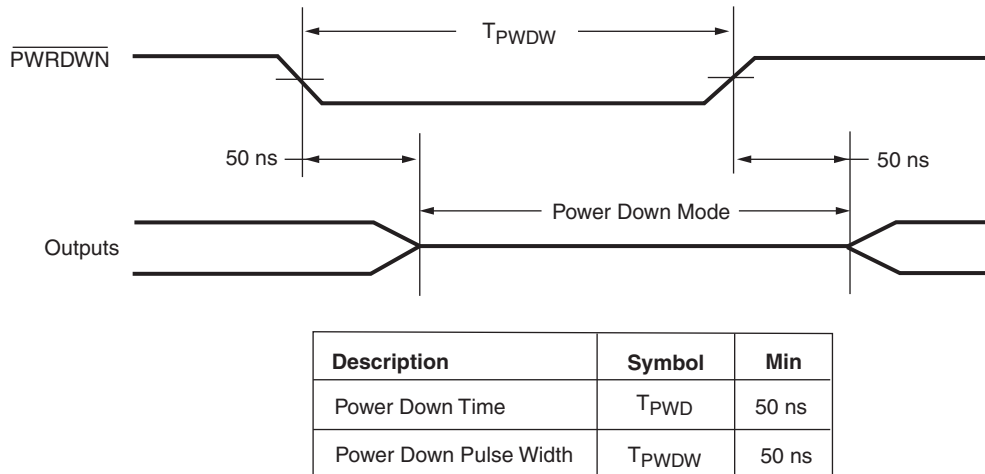 T_PWDW
PWRDWN
50 ns
50 ns
Power Down Mode
Outputs
Description Symbol Min
Power Down Time T_PWD 50 ns
Power Down Pulse Width T_PWDW 50 ns